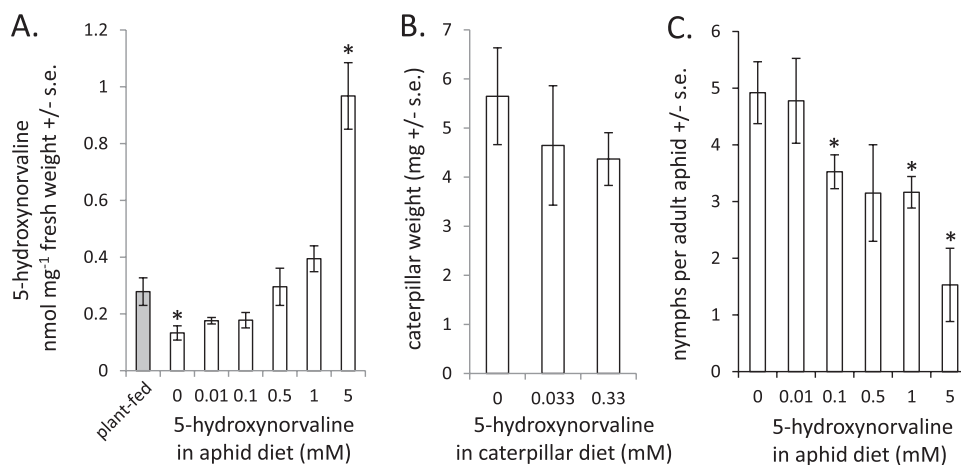 A.
5-hydroxynorvaline
nmol mg-1 fresh weight +/- s.e.
1.2
1
0.8
0.6
0.4
0.2
0
*
*
plant-fed
0 0.01 0.1 0.5 1 5
5-hydroxynorvaline
in aphid diet (mM)
B.
caterpillar weight (mg +/- s.e.)
7
6
5
4
3
2
1
0
0 0.033 0.33
5-hydroxynorvaline
in caterpillar diet (mM)
C.
nymphs per adult aphid +/- s.e.
6
5
4
3
2
1
0
*
*
*
0 0.01 0.1 0.5 1 5
5-hydroxynorvaline
in aphid diet (mM)